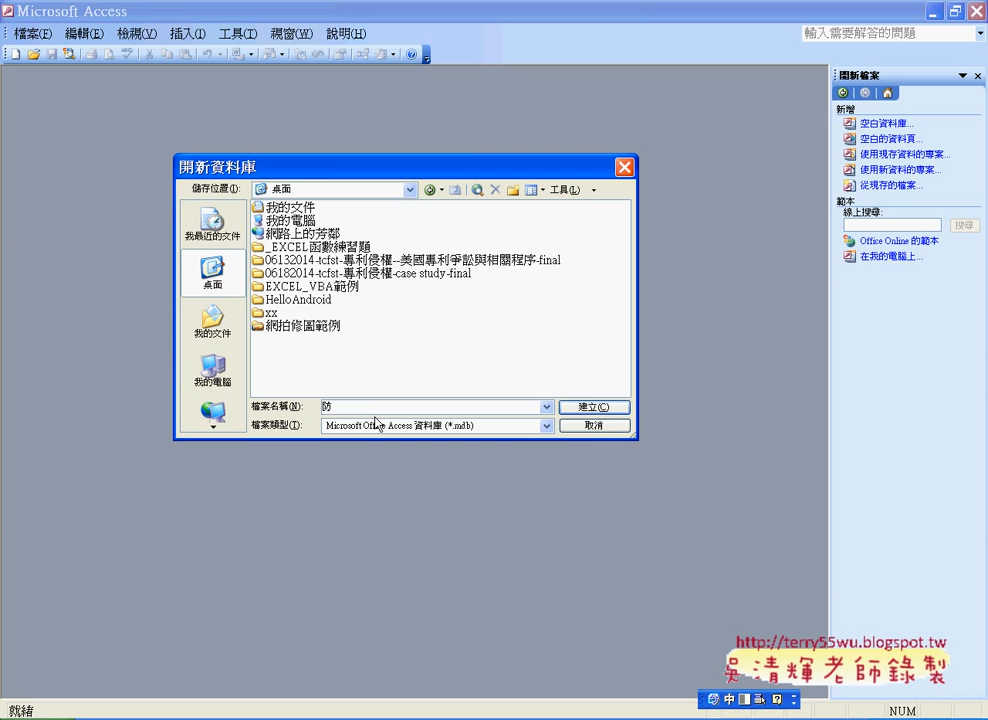 Microsoft Access
檔案(F) 編輯(E) 檢視(V) 插入(I) 工具(T) 視窗(W) 說明(H)
輸入需要解答的問題
開新檔案
新增
空白資料庫...
空白的資料頁...
使用現存資料的專案...
使用新資料的專案...
從現存的檔案...
範本
線上搜尋:
搜尋
Office Online 的範本
在我的電腦上...
開新資料庫
儲存位置(I):
桌面
工具(L)
我最近的文件
桌面
我的文件
我的電腦
我的文件
我的電腦
網路上的芳鄰
_EXCEL函數練習題
06132014-tcfst-專利侵權--美國專利爭訟與相關程序-final
06182014-tcfst-專利侵權-case study-final
EXCEL_VBA範例
HelloAndroid
xx
網拍修圖範例
檔案名稱(N):
防
建立(C)
檔案類型(T):
Microsoft Office Access 資料庫 (*.mdb)
取消
http://terry55wu.blogspot.tw
吳清輝老師錄製
中
就緒
NUM